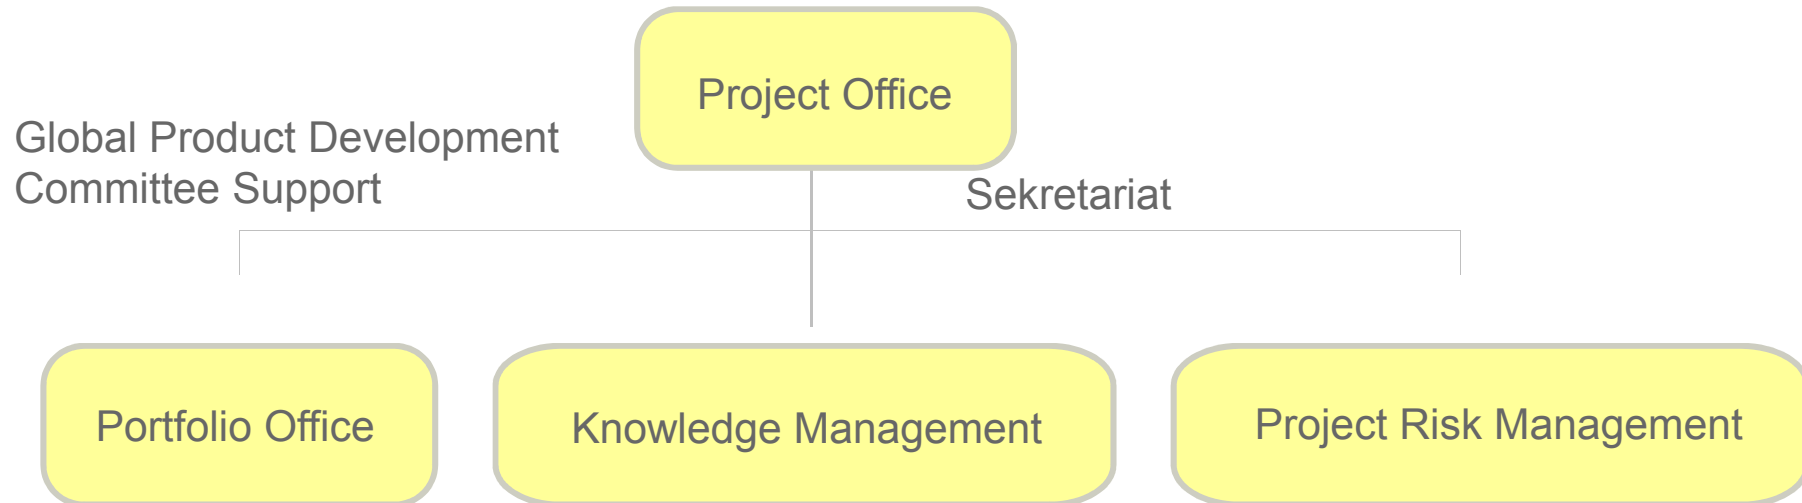 Project Office
Global Product Development
Committee Support
Sekretariat
Portfolio Office
Knowledge Management
Project Risk Management